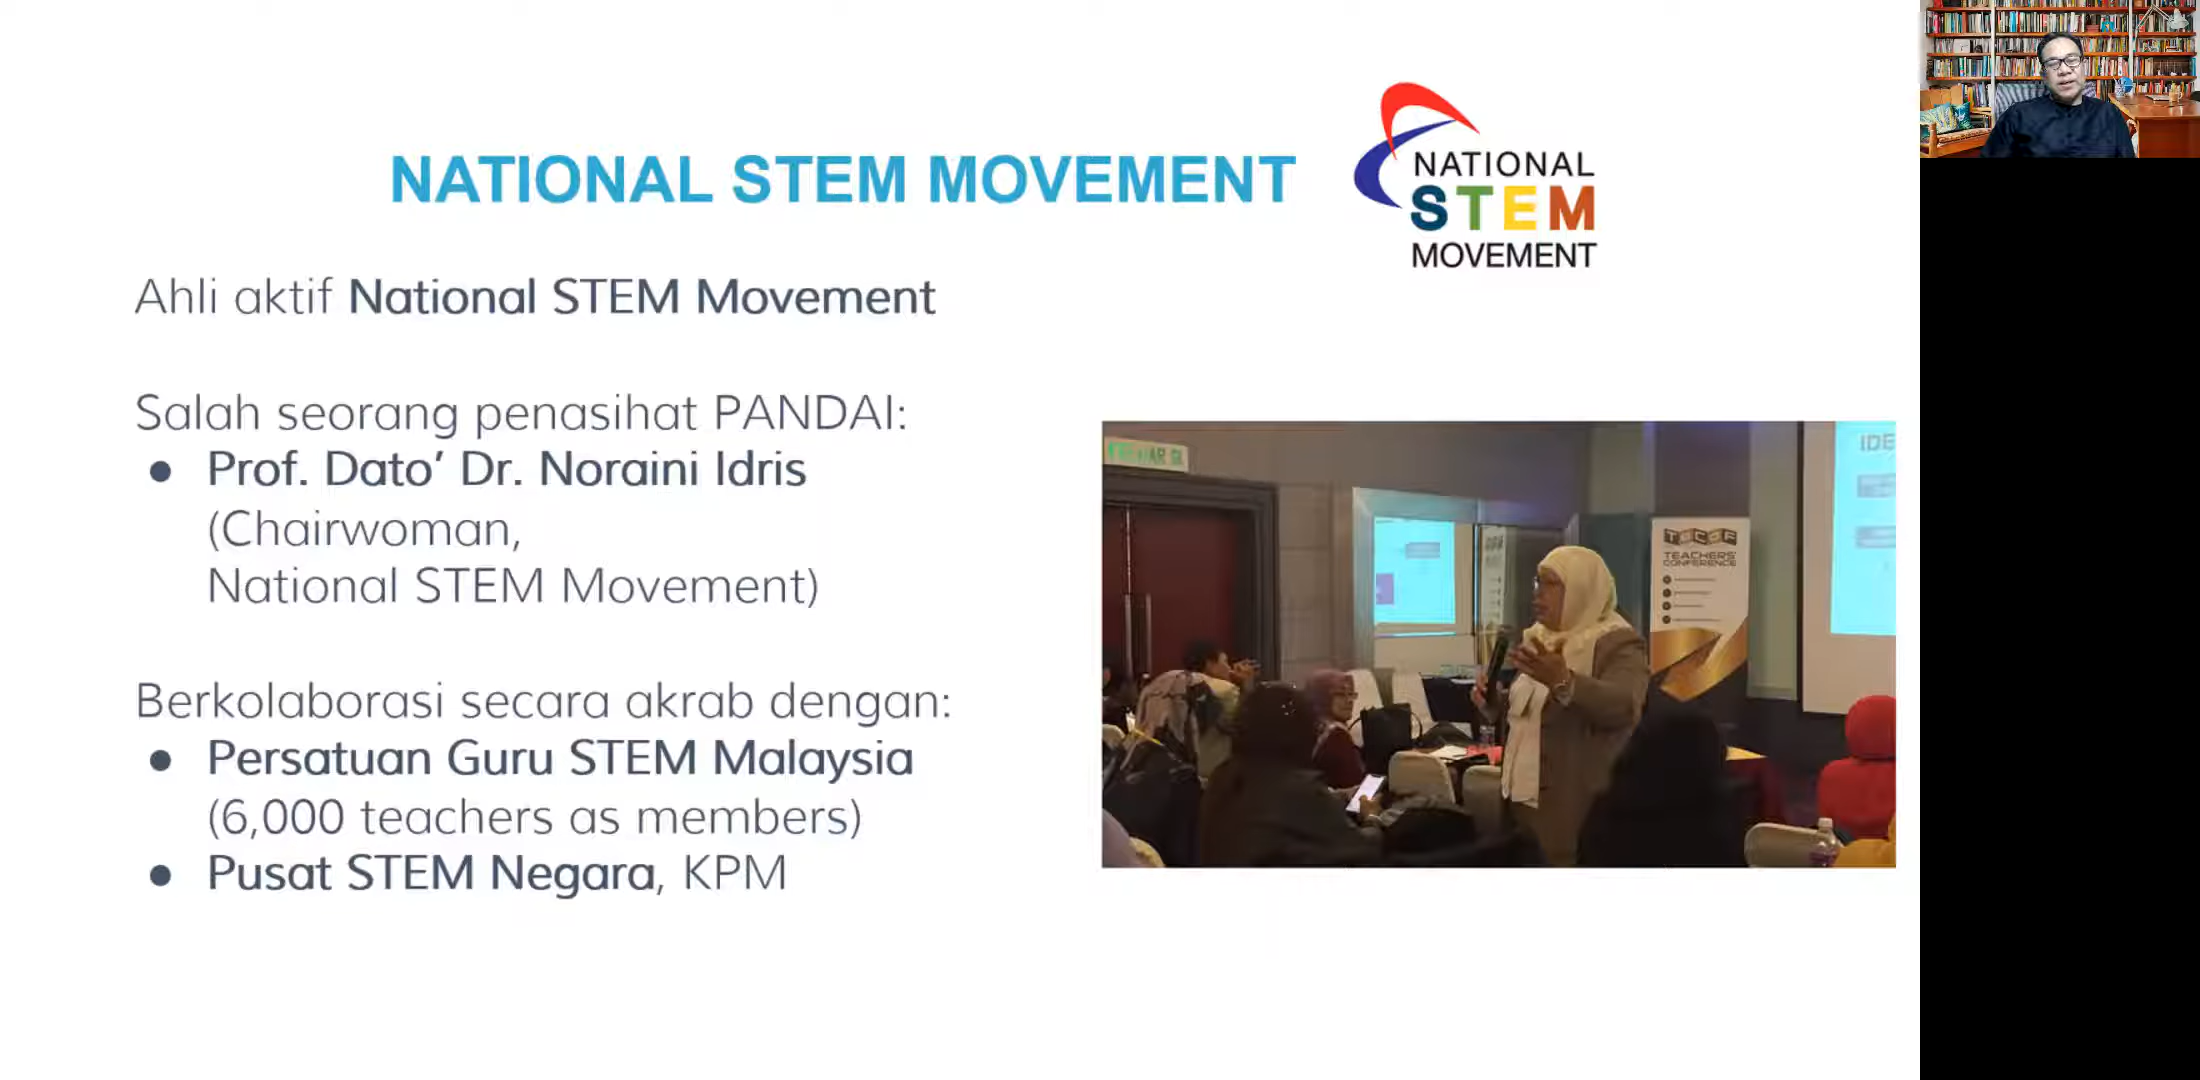 NATIONAL STEM MOVEMENT
NATIONAL
STEM
MOVEMENT
Ahli aktif National STEM Movement
Salah seorang penasihat PANDAI:
● Prof. Dato’ Dr. Noraini Idris
(Chairwoman,
National STEM Movement)
Berkolaborasi secara akrab dengan:
● Persatuan Guru STEM Malaysia
(6,000 teachers as members)
● Pusat STEM Negara, KPM
TEACHERS'
CONFERENCE